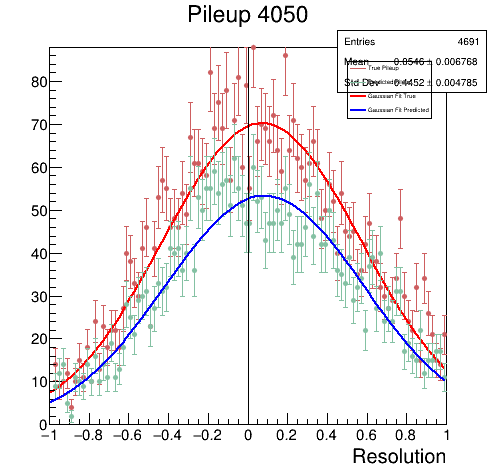 Pileup 4050
Entries 4691
Mean 0.0546 ± 0.006768
Std Dev 0.4452 ± 0.004785
True Pileup
Gaussian Fit True
Gaussian Fit Predicted
80
70
60
50
40
30
20
10
0
−1 −0.8 −0.6 −0.4 −0.2 0 0.2 0.4 0.6 0.8 1
Resolution